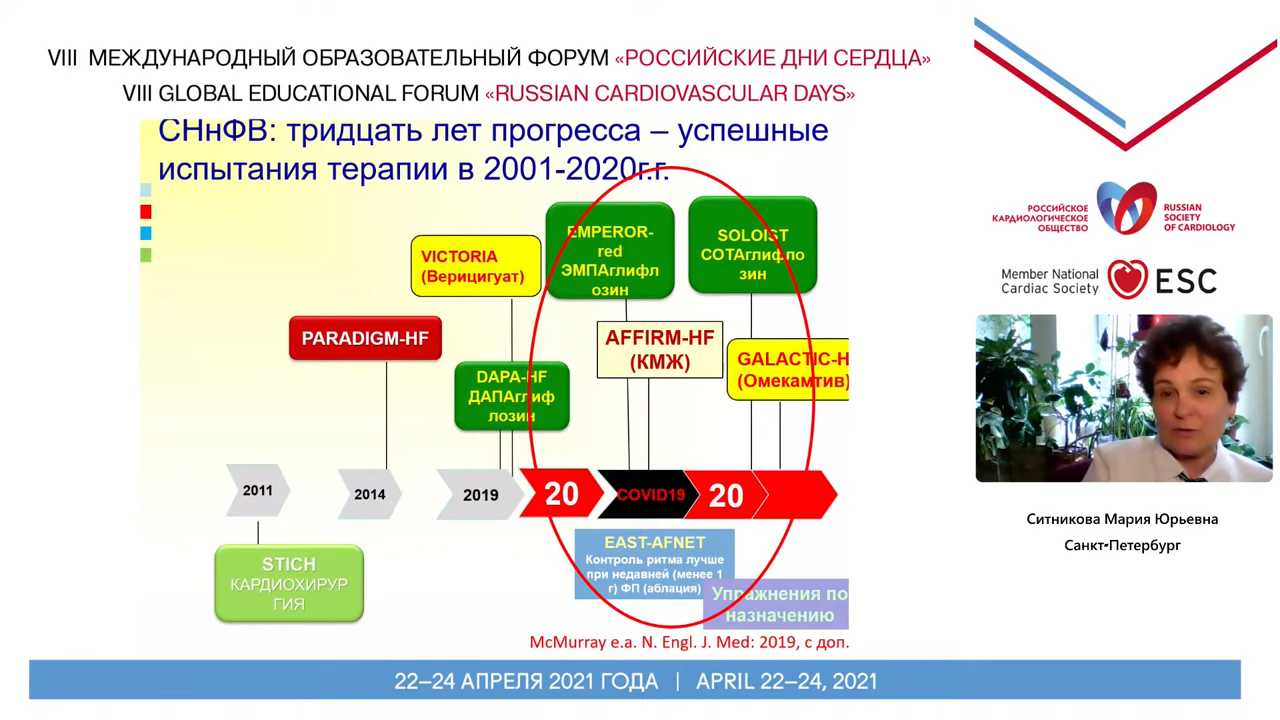 VIII МЕЖДУНАРОДНЫЙ ОБРАЗОВАТЕЛЬНЫЙ ФОРУМ «РОССИЙСКИЕ ДНИ СЕРДЦА»
VIII GLOBAL EDUCATIONAL FORUM «RUSSIAN CARDIOVASCULAR DAYS»
СНнФВ: тридцать лет прогресса – успешные
испытания терапии в 2001-2020г.г.
EMPEROR-
red
ЭМПАглифл
озин
SOLOIST
СОТАглифло
зин
VICTORIA
(Верицигуат)
PARADIGM-HF
AFFIRM-HF
(КМЖ)
GALACTIC-H
(Омекамтив)
DAPA-HF
ДАПАглиф
лозин
2011
2014
2019
20
COVID19
20
STICH
КАРДИОХИРУР
ГИЯ
EAST-AFNET
Контроль ритма лучше
при недавней (менее 1
г) ФП (аблация)
Упражнения по
назначению
McMurray e.a. N. Engl. J. Med: 2019, с доп.
РОССИЙСКОЕ
КАРДИОЛОГИЧЕСКОЕ
ОБЩЕСТВО
RUSSIAN
SOCIETY
OF CARDIOLOGY
Member National
Cardiac Society
ESC
Ситникова Мария Юрьевна
Санкт-Петербург
22–24 АПРЕЛЯ 2021 ГОДА | APRIL 22–24, 2021